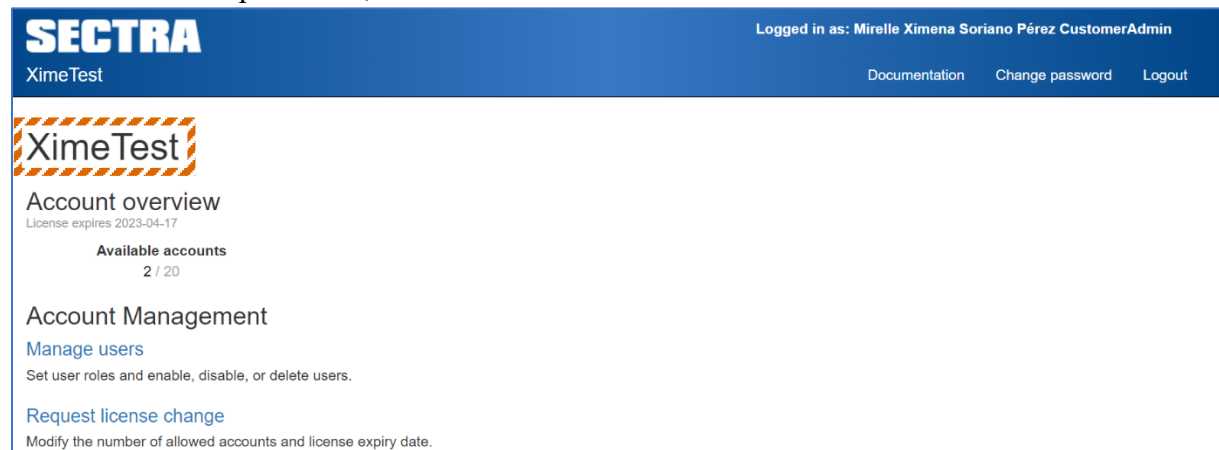 SECTRA
Logged in as: Mirelle Ximena Soriano Pérez CustomerAdmin
XimeTest
Documentation Change password Logout
XimeTest
Account overview
License expires 2023-04-17
Available accounts
2 / 20
Account Management
Manage users
Set user roles and enable, disable, or delete users.
Request license change
Modify the number of allowed accounts and license expiry date.